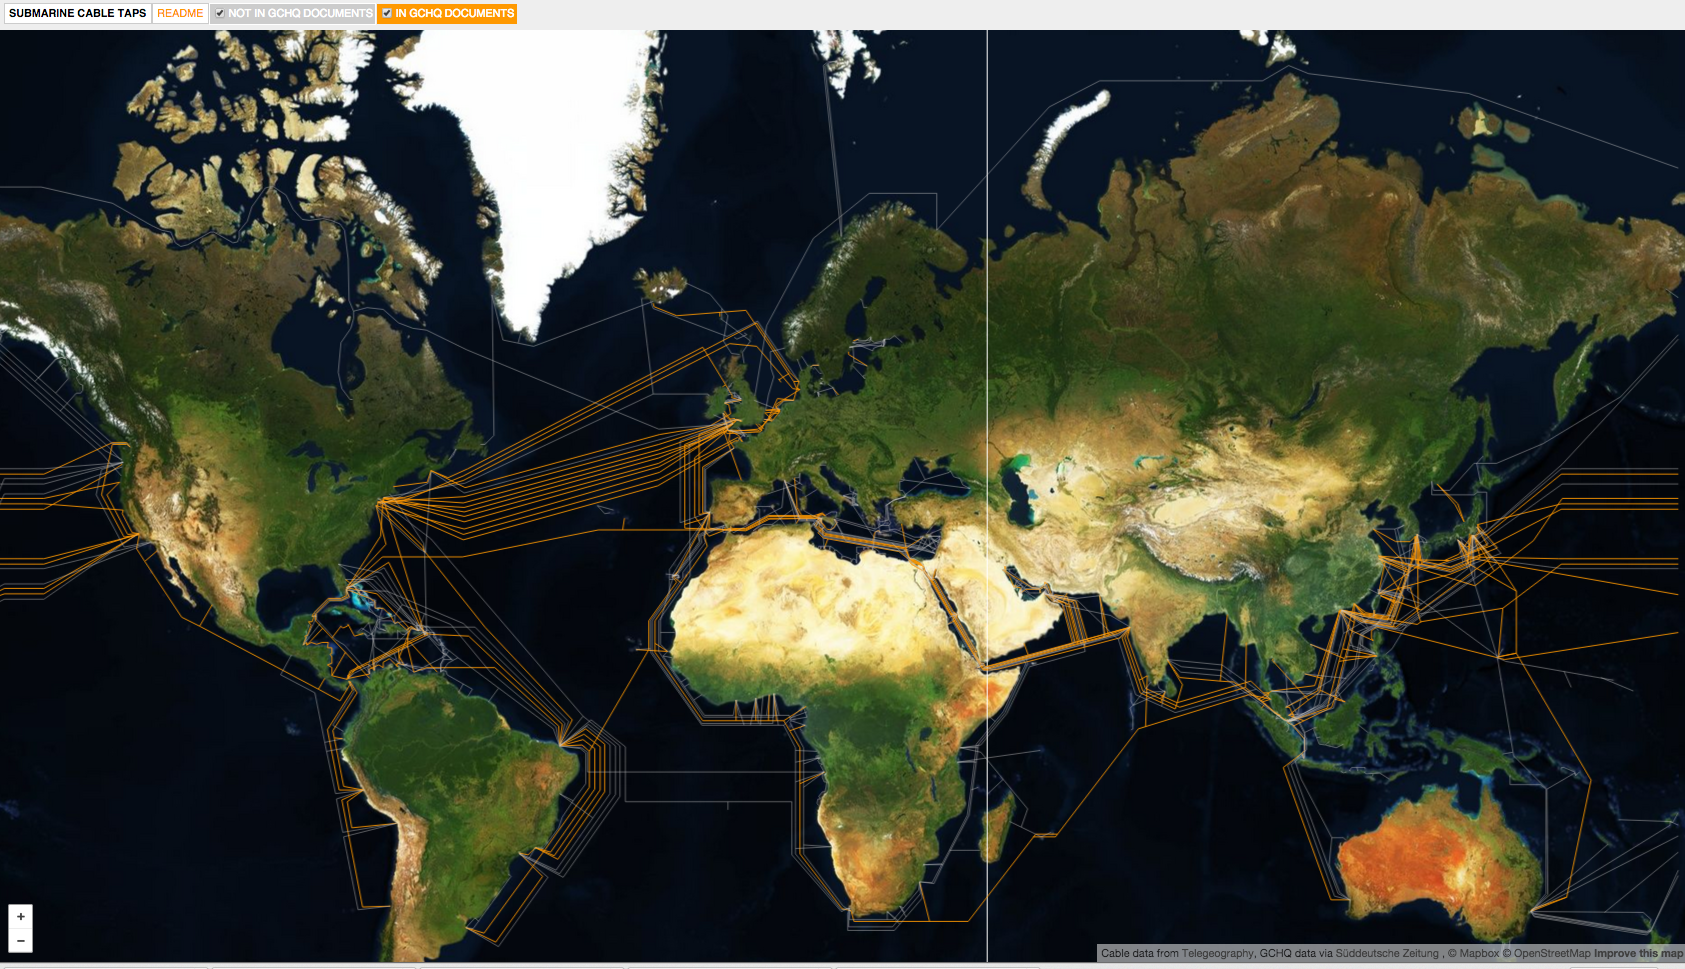 SUBMARINE CABLE TAPS README NOT IN GCHQ DOCUMENTS IN GCHQ DOCUMENTS
+
−
Cable data from Telegeography, GCHQ data via Süddeutsche Zeitung , © Mapbox © OpenStreetMap Improve this map